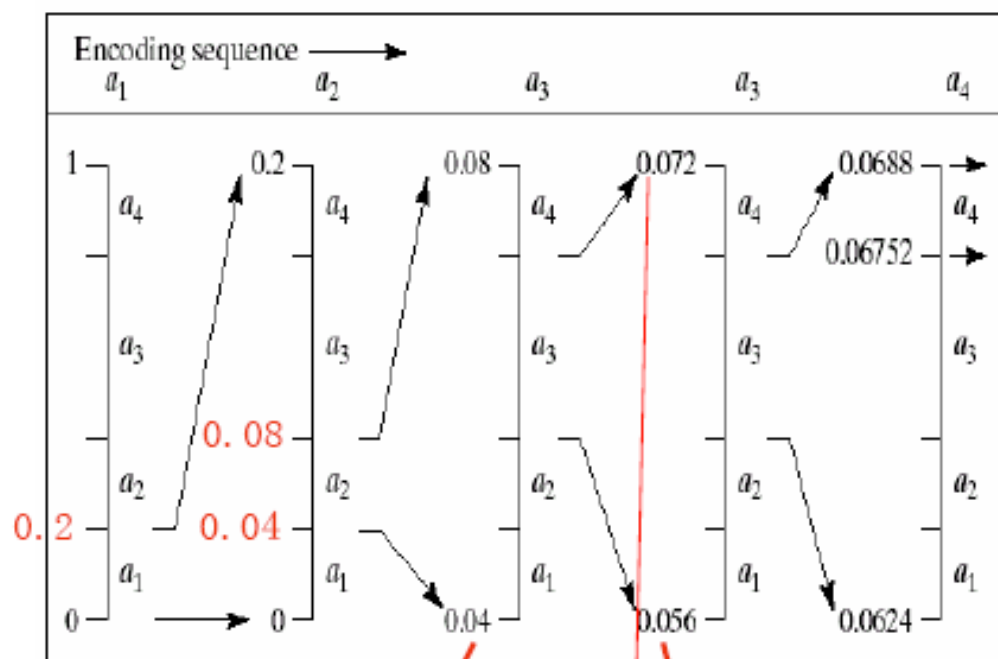 Encoding sequence
a₁ a₂ a₃ a₃ a₄
1 0.2 0.08 0.072 0.0688
a₄ a₄ a₄ a₄ a₄
0.06752
a₃ a₃ a₃ a₃ a₃
0.08
a₂ a₂ a₂ a₂ a₂
0.2 0.04
a₁ a₁ a₁ a₁ a₁
0 0 0.04 0.056 0.0624